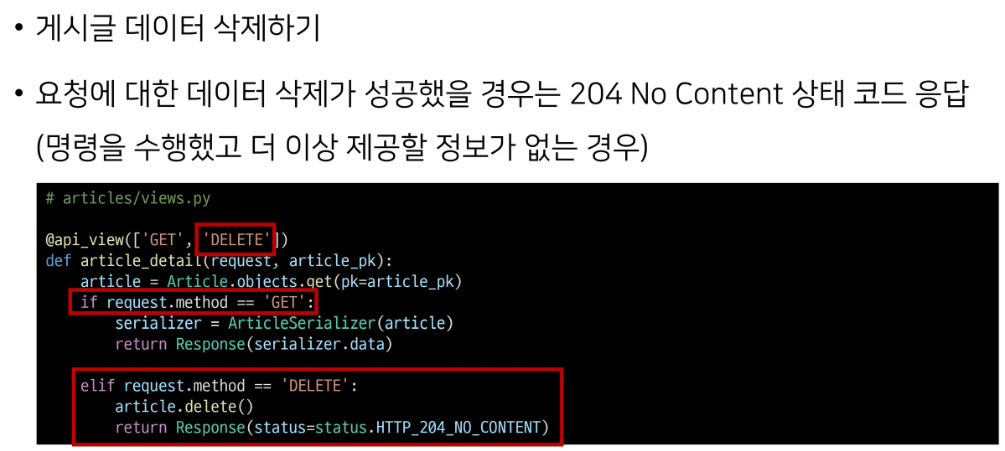 • 게시글 데이터 삭제하기
• 요청에 대한 데이터 삭제가 성공했을 경우는 204 No Content 상태 코드 응답
(명령을 수행했고 더 이상 제공할 정보가 없는 경우)
# articles/views.py
@api_view(['GET', 'DELETE'])
def article_detail(request, article_pk):
    article = Article.objects.get(pk=article_pk)
    if request.method == 'GET':
        serializer = ArticleSerializer(article)
        return Response(serializer.data)
    elif request.method == 'DELETE':
        article.delete()
        return Response(status=status.HTTP_204_NO_CONTENT)